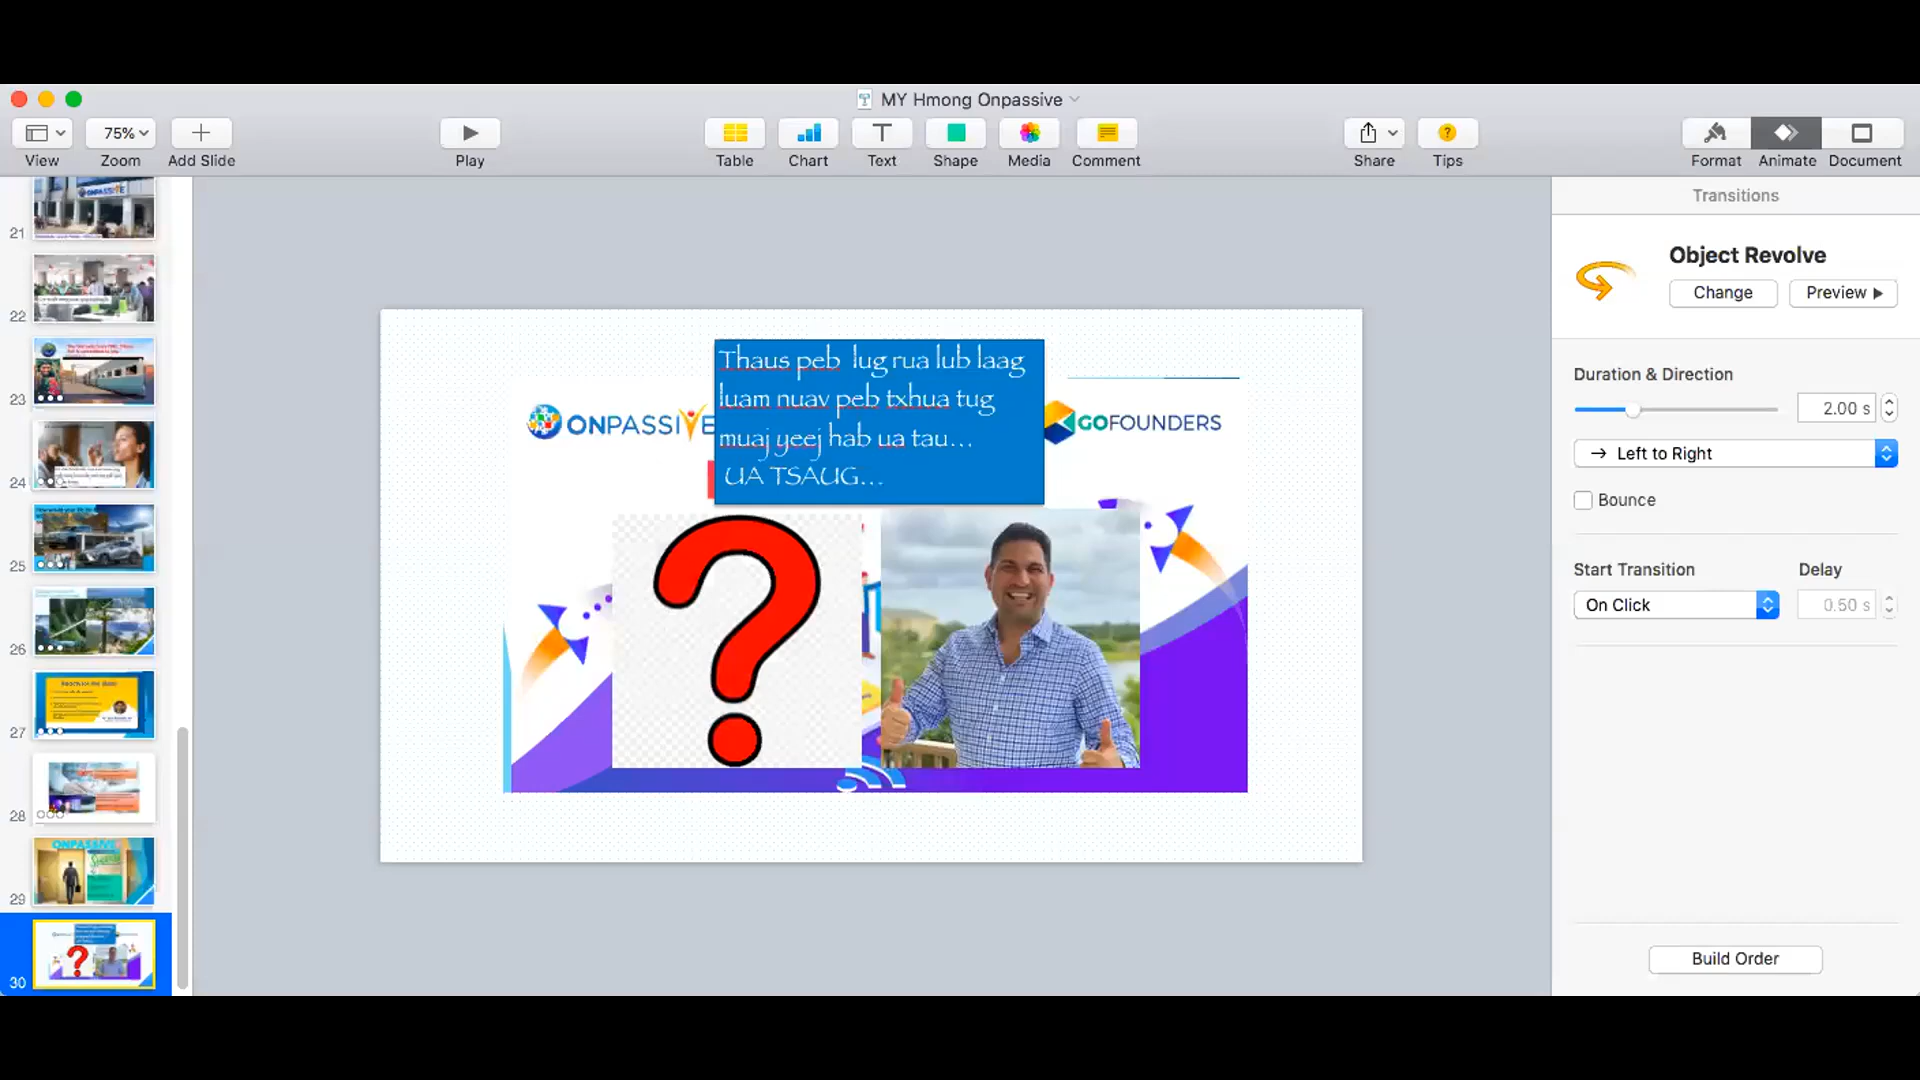 MY Hmong Onpassive
75%
View
Zoom
Add Slide
Play
Table
Chart
Text
Shape
Media
Comment
Share
Tips
Format
Animate
Document
21
22
23
24
25
26
27
28
29
30
Thaus peb lug rua lub laag
luam nuav peb txhua tug
muaj yeej hab ua tau...
UA TSAUG...
ONPASSIVE
GOFOUNDERS
Transitions
Object Revolve
Change
Preview
Duration & Direction
2.00 s
Left to Right
Bounce
Start Transition
Delay
On Click
0.50 s
Build Order